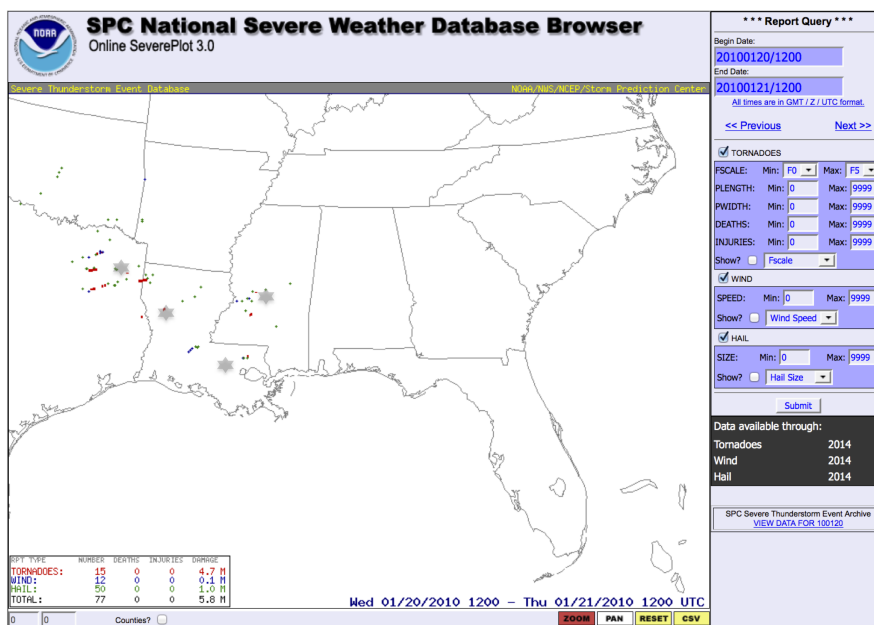 NOAA
SPC National Severe Weather Database Browser
Online SeverePlot 3.0
Severe Thunderstorm Event Database
NOAA/NWS/NCEP/Storm Prediction Center
RPT TYPE NUMBER DEATHS INJURIES DAMAGE
TORNADOES: 15 0 0 4.7 M
WIND: 12 0 0 0.1 M
HAIL: 50 0 0 1.0 M
TOTAL: 77 0 0 5.8 M
Wed 01/20/2010 1200 - Thu 01/21/2010 1200 UTC
0 0 Counties? ZOOM PAN RESET CSV
* * * Report Query * * *
Begin Date:
20100120/1200
End Date:
20100121/1200
All times are in GMT / Z / UTC format.
<< Previous Next >>
TORNADOES
FSCALE: Min: F0 Max: F5
PLENGTH: Min: 0 Max: 9999
PWIDTH: Min: 0 Max: 9999
DEATHS: Min: 0 Max: 9999
INJURIES: Min: 0 Max: 9999
Show? Fscale
WIND
SPEED: Min: 0 Max: 9999
Show? Wind Speed
HAIL
SIZE: Min: 0 Max: 9999
Show? Hail Size
Submit
Data available through:
Tornadoes 2014
Wind 2014
Hail 2014
SPC Severe Thunderstorm Event Archive
VIEW DATA FOR 100120